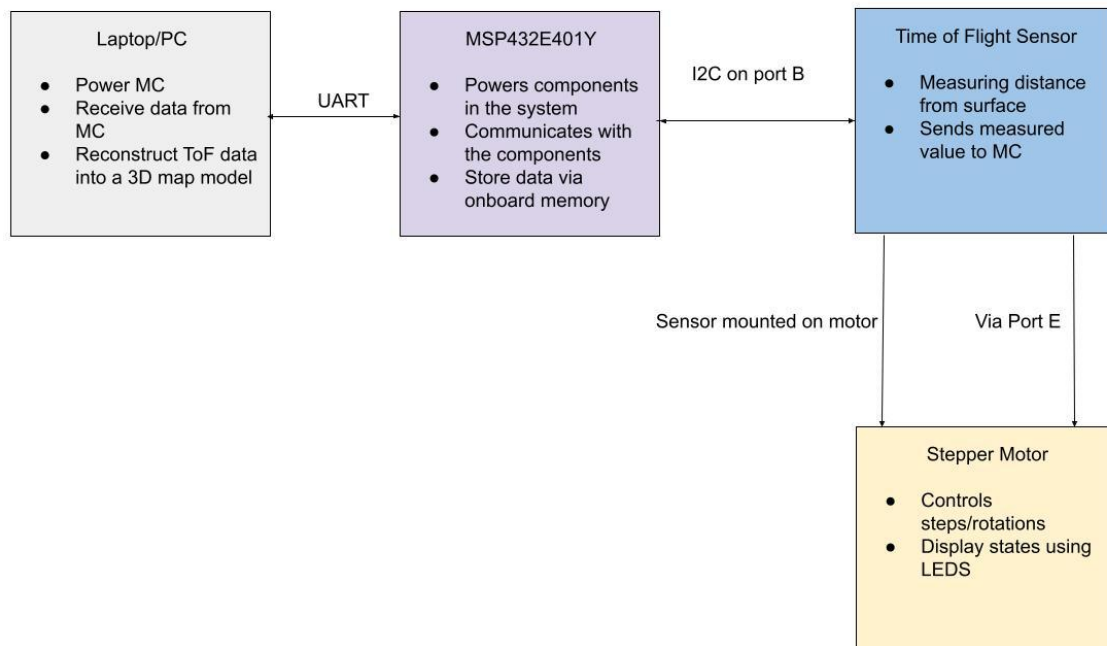 Laptop/PC
● Power MC
● Receive data from
MC
● Reconstruct ToF data
into a 3D map model
UART
MSP432E401Y
● Powers components
in the system
● Communicates with
the components
● Store data via
onboard memory
I2C on port B
Time of Flight Sensor
● Measuring distance
from surface
● Sends measured
value to MC
Sensor mounted on motor
Via Port E
Stepper Motor
● Controls
steps/rotations
● Display states using
LEDS